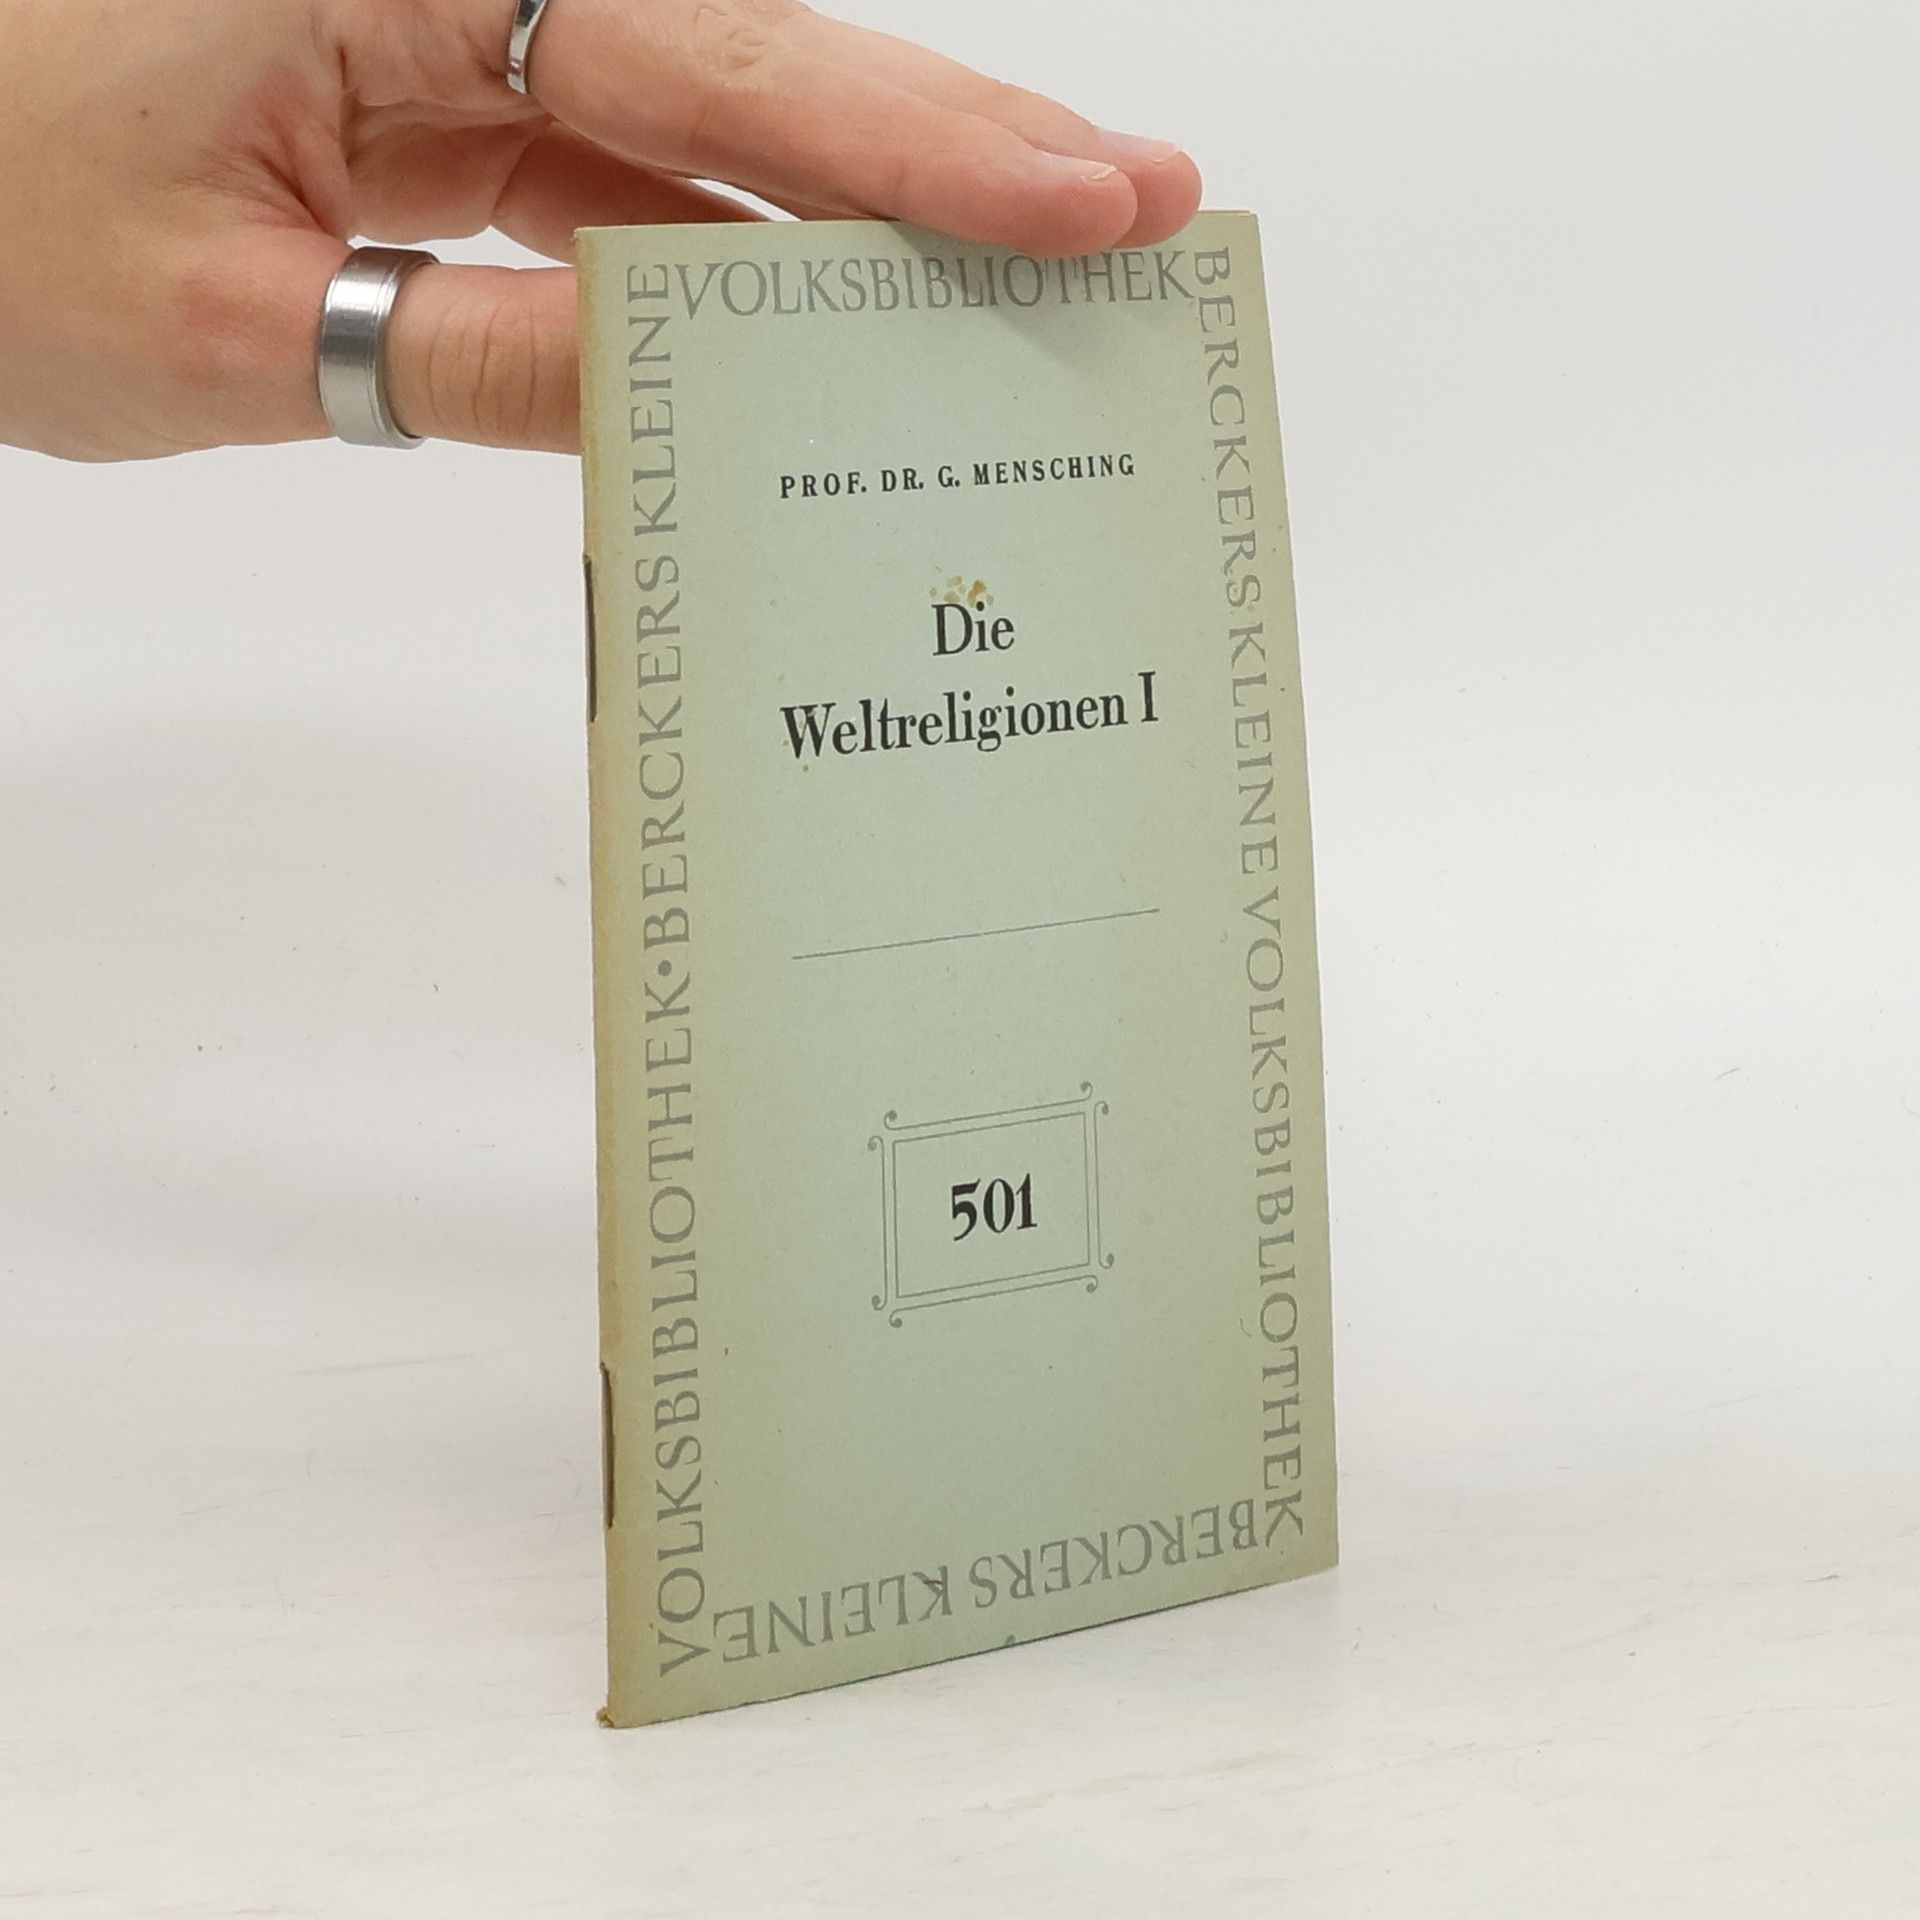 VOLKSBIBLIOTHEK
BERCKERS KLEINE VOLKSBIBLIOTHEK
PROF. DR. G. MENSCHING
Die
Weltreligionen I
501
BERCKERS KLEINE
VOLKSBIBLIOTHEK • BERCKERS KLEINE